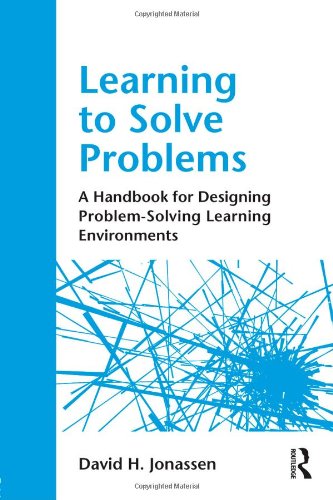 Learning
to Solve
Problems
A Handbook for Designing
Problem-Solving Learning
Environments
David H. Jonassen
ROUTLEDGE
Copyrighted Material
Copyrighted Material